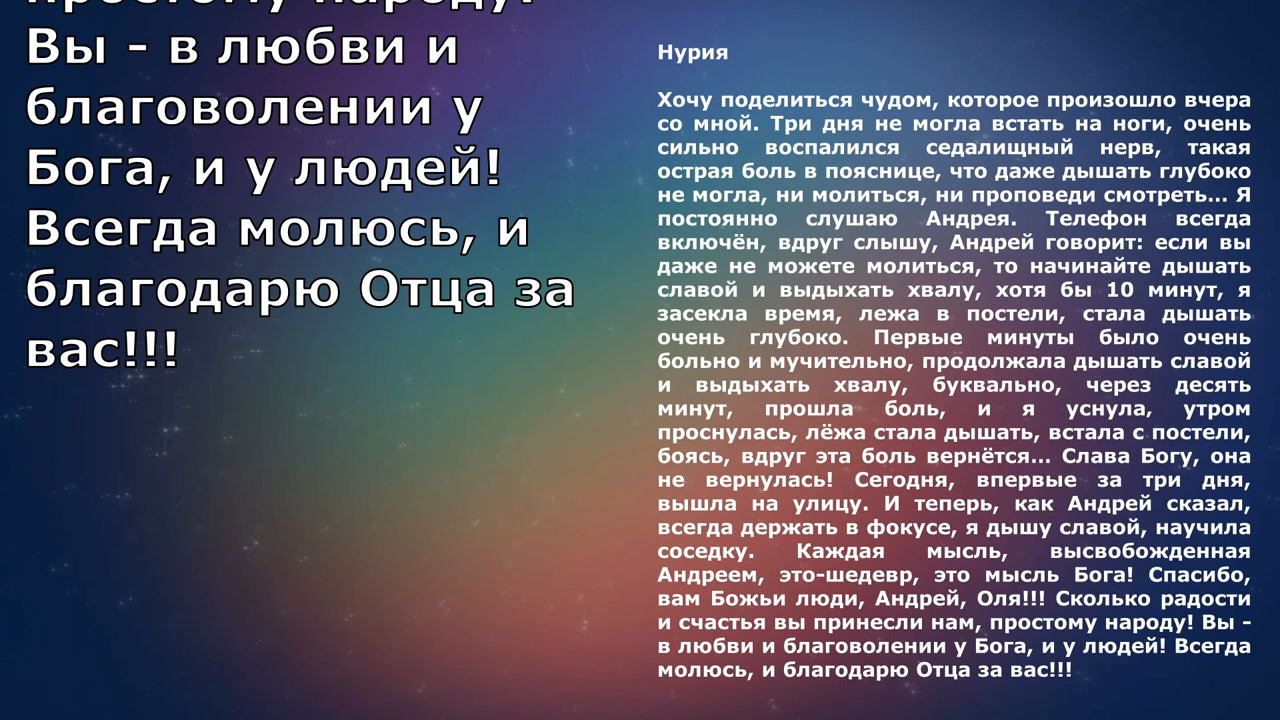 простому народу!
Вы - в любви и
благоволении у
Бога, и у людей!
Всегда молюсь, и
благодарю Отца за
вас!!!
Нурия
Хочу поделиться чудом, которое произошло вчера
со мной. Три дня не могла встать на ноги, очень
сильно воспалился седалищный нерв, такая
острая боль в пояснице, что даже дышать глубоко
не могла, ни молиться, ни проповеди смотреть... Я
постоянно слушаю Андрея. Телефон всегда
включён, вдруг слышу, Андрей говорит: если вы
даже не можете молиться, то начинайте дышать
славой и выдыхать хвалу, хотя бы 10 минут, я
засекла время, лежа в постели, стала дышать
очень глубоко. Первые минуты было очень
больно и мучительно, продолжала дышать славой
и выдыхать хвалу, буквально, через десять
минут, прошла боль, и я уснула, утром
проснулась, лёжа стала дышать, встала с постели,
боясь, вдруг эта боль вернётся... Слава Богу, она
не вернулась! Сегодня, впервые за три дня,
вышла на улицу. И теперь, как Андрей сказал,
всегда держать в фокусе, я дышу славой, научила
соседку. Каждая мысль, высвобожденная
Андреем, это-шедевр, это мысль Бога! Спасибо,
вам Божьи люди, Андрей, Оля!!! Сколько радости
и счастья вы принесли нам, простому народу! Вы -
в любви и благоволении у Бога, и у людей! Всегда
молюсь, и благодарю Отца за вас!!!